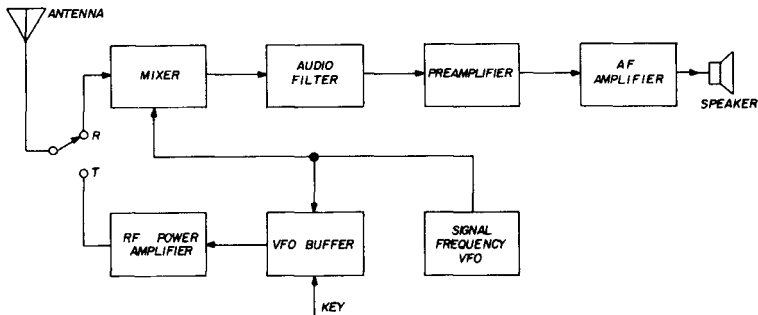 ANTENNA
MIXER
AUDIO
FILTER
PREAMPLIFIER
AF
AMPLIFIER
SPEAKER
R
T
RF POWER
AMPLIFIER
VFO BUFFER
SIGNAL
FREQUENCY
VFO
KEY